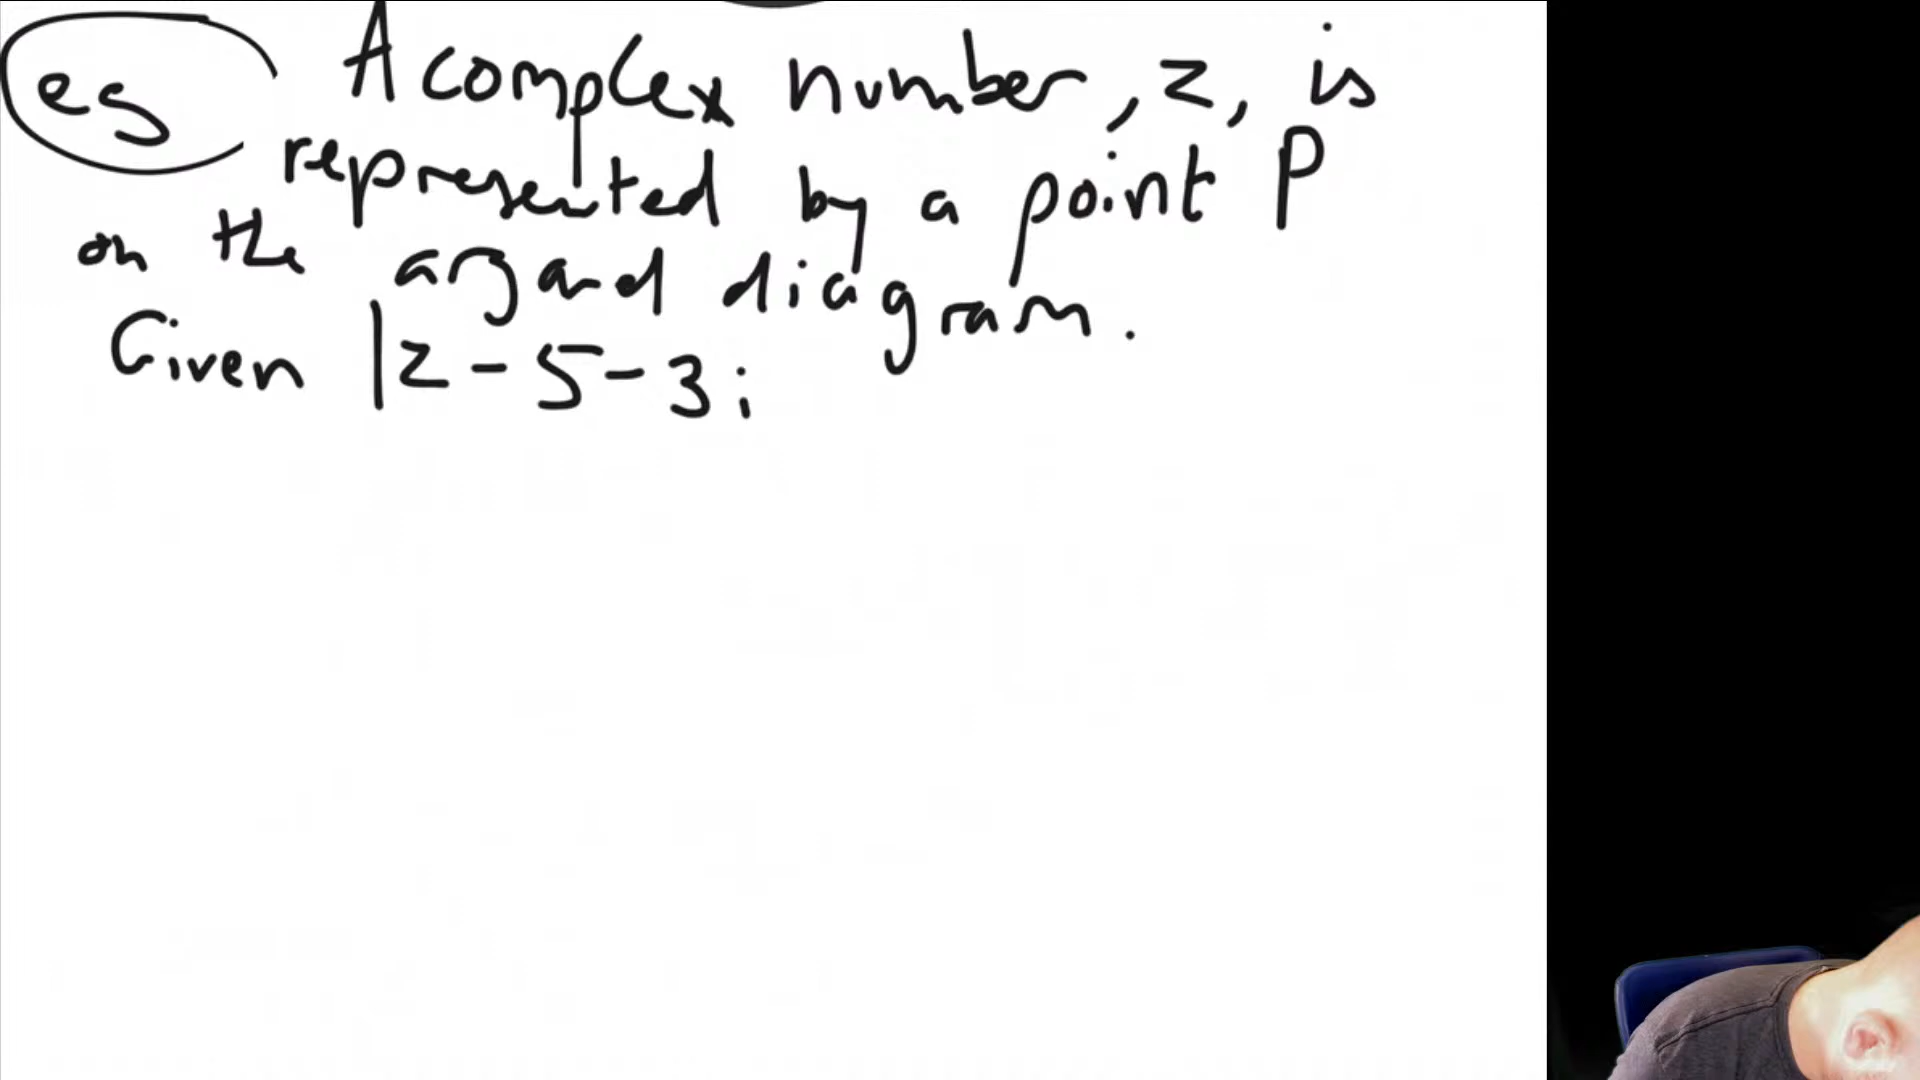 eg A complex number, z, is
represented by a point P
on the argand diagram.
Given |z - 5 - 3i